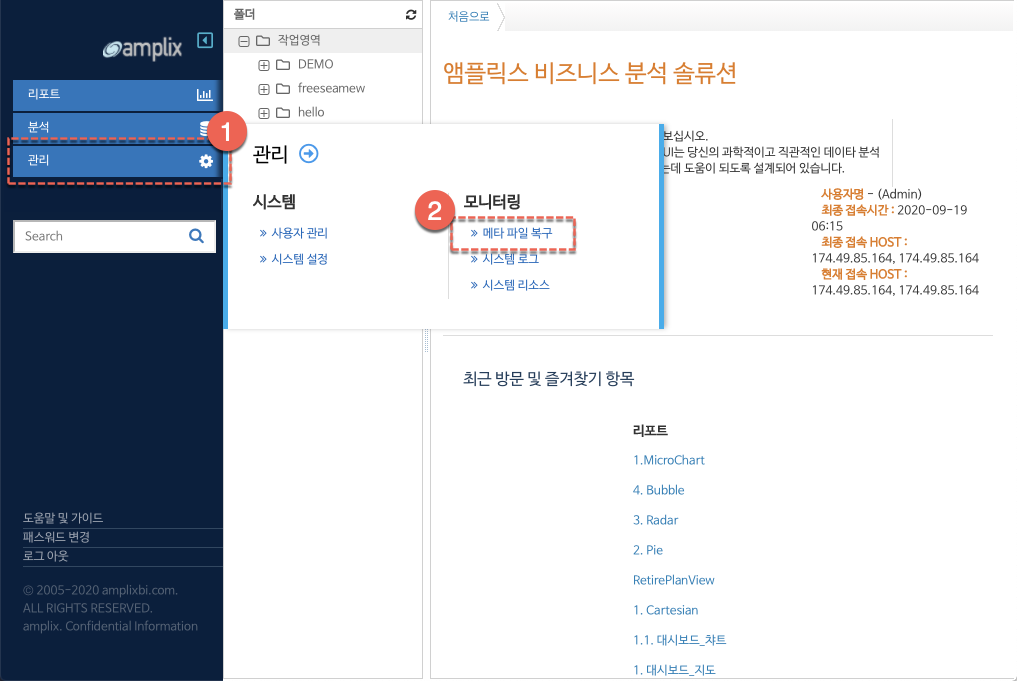 amplix
리포트
분석
관리
Search
도움말 및 가이드
패스워드 변경
로그 아웃
© 2005-2020 amplixbi.com.
ALL RIGHTS RESERVED.
amplix. Confidential Information
폴더
작업영역
DEMO
freeseamew
hello
1
관리
시스템
» 사용자 관리
» 시스템 설정
2
모니터링
» 메타 파일 복구
» 시스템 로그
» 시스템 리소스
처음으로
앰플릭스 비즈니스 분석 솔루션
보십시오.
UI는 당신의 과학적이고 직관적인 데이타 분석
는데 도움이 되도록 설계되어 있습니다.
사용자명 - (Admin)
최종 접속시간 : 2020-09-19
06:15
최종 접속 HOST :
174.49.85.164, 174.49.85.164
현재 접속 HOST :
174.49.85.164, 174.49.85.164
최근 방문 및 즐겨찾기 항목
리포트
1.MicroChart
4. Bubble
3. Radar
2. Pie
RetirePlanView
1. Cartesian
1.1. 대시보드_챠트
1. 대시보드_지도